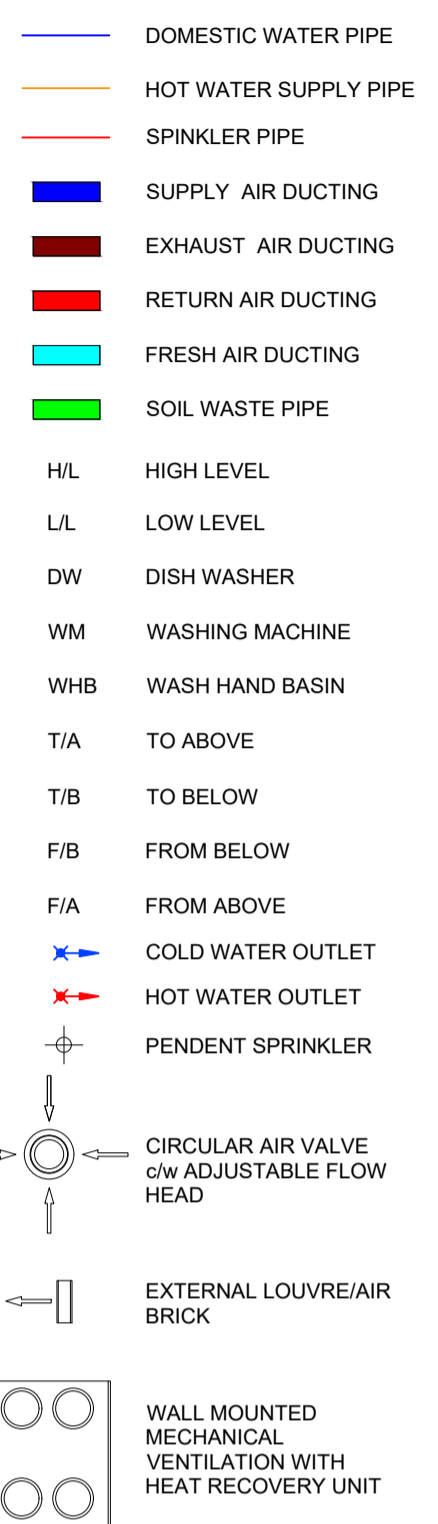 DOMESTIC WATER PIPE
HOT WATER SUPPLY PIPE
SPINKLER PIPE
SUPPLY AIR DUCTING
EXHAUST AIR DUCTING
RETURN AIR DUCTING
FRESH AIR DUCTING
SOIL WASTE PIPE
H/L HIGH LEVEL
L/L LOW LEVEL
DW DISH WASHER
WM WASHING MACHINE
WHB WASH HAND BASIN
T/A TO ABOVE
T/B TO BELOW
F/B FROM BELOW
F/A FROM ABOVE
COLD WATER OUTLET
HOT WATER OUTLET
PENDENT SPRINKLER
CIRCULAR AIR VALVE
c/w ADJUSTABLE FLOW
HEAD
EXTERNAL LOUVRE/AIR
BRICK
WALL MOUNTED
MECHANICAL
VENTILATION WITH
HEAT RECOVERY UNIT